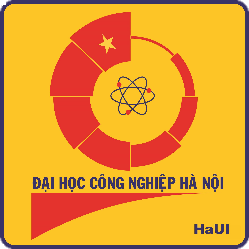 ĐẠI HỌC CÔNG NGHIỆP HÀ NỘI
HaUI